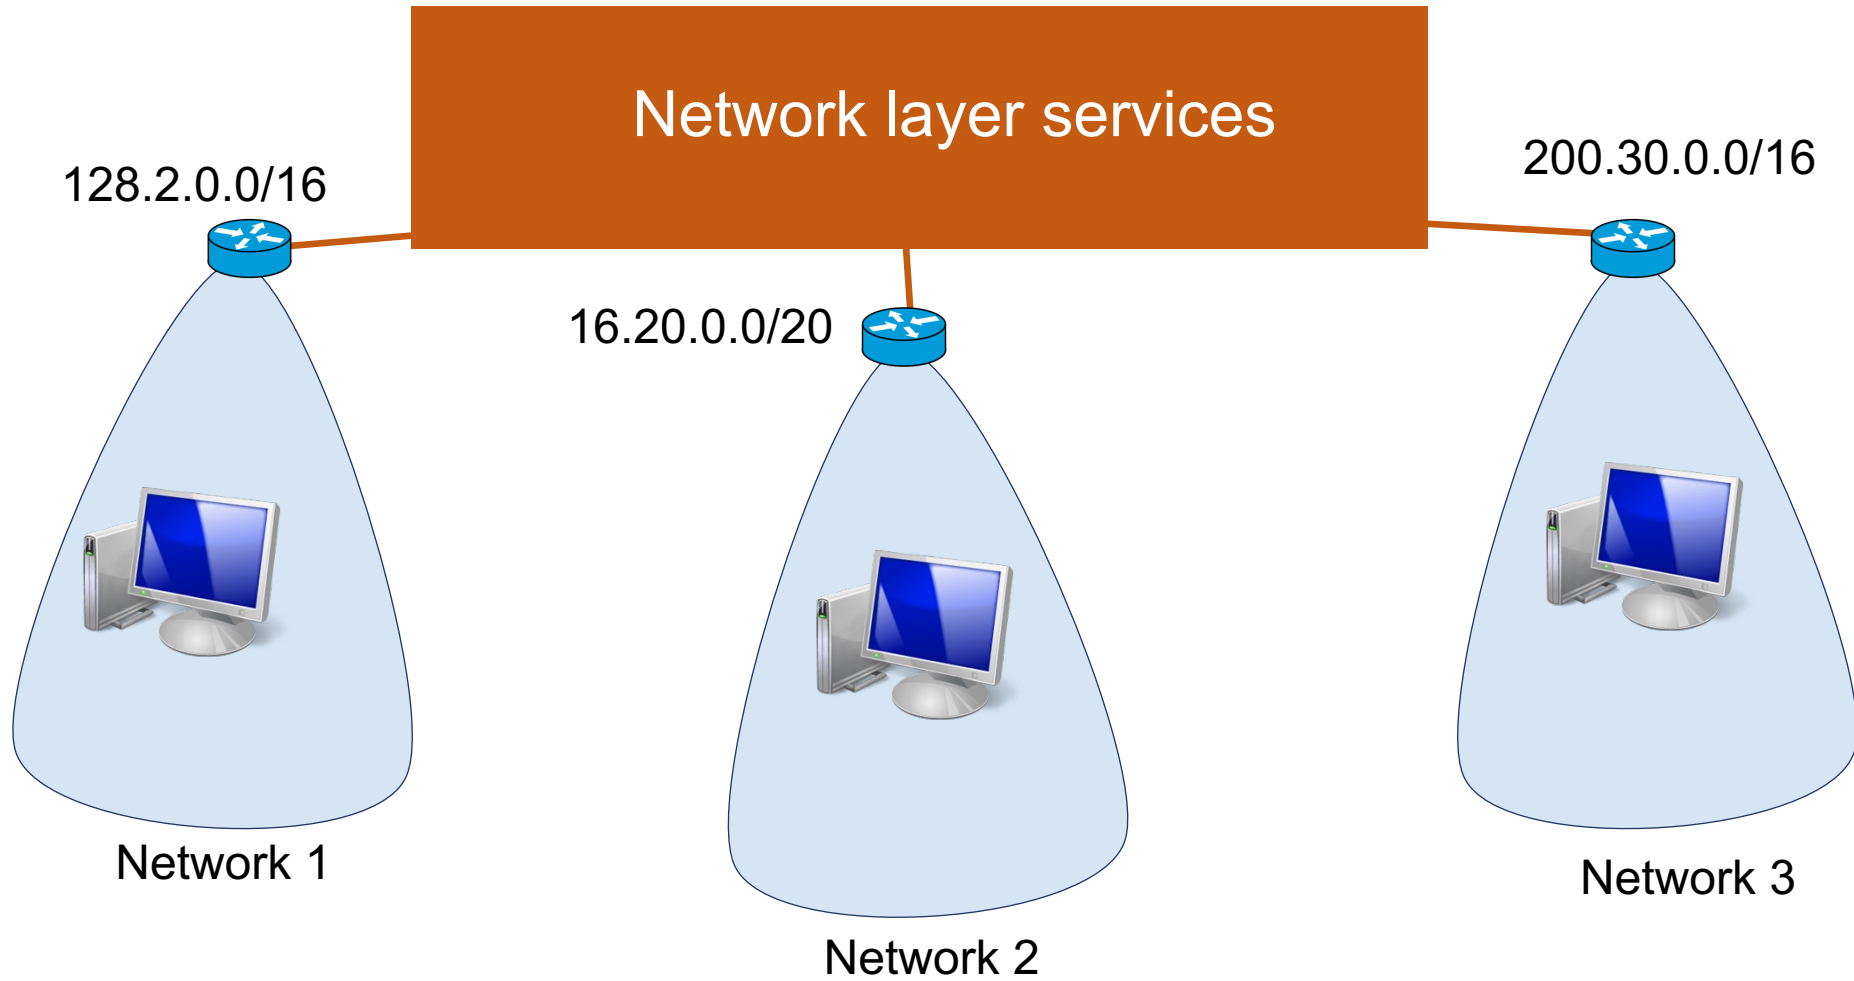 Network layer services
128.2.0.0/16
200.30.0.0/16
16.20.0.0/20
Network 1
Network 3
Network 2